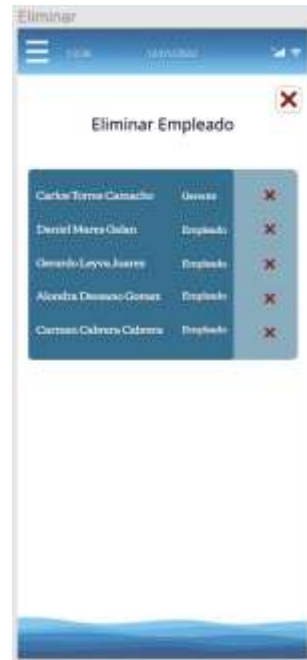 Eliminar
Eliminar Empleado
Carlos Torres Camacho Gerente
Daniel Mares Galan Empleado
Gerardo Leyva Juarez Empleado
Alondra Gomez Empleado
Carmen Cabrera Cabrera Empleado